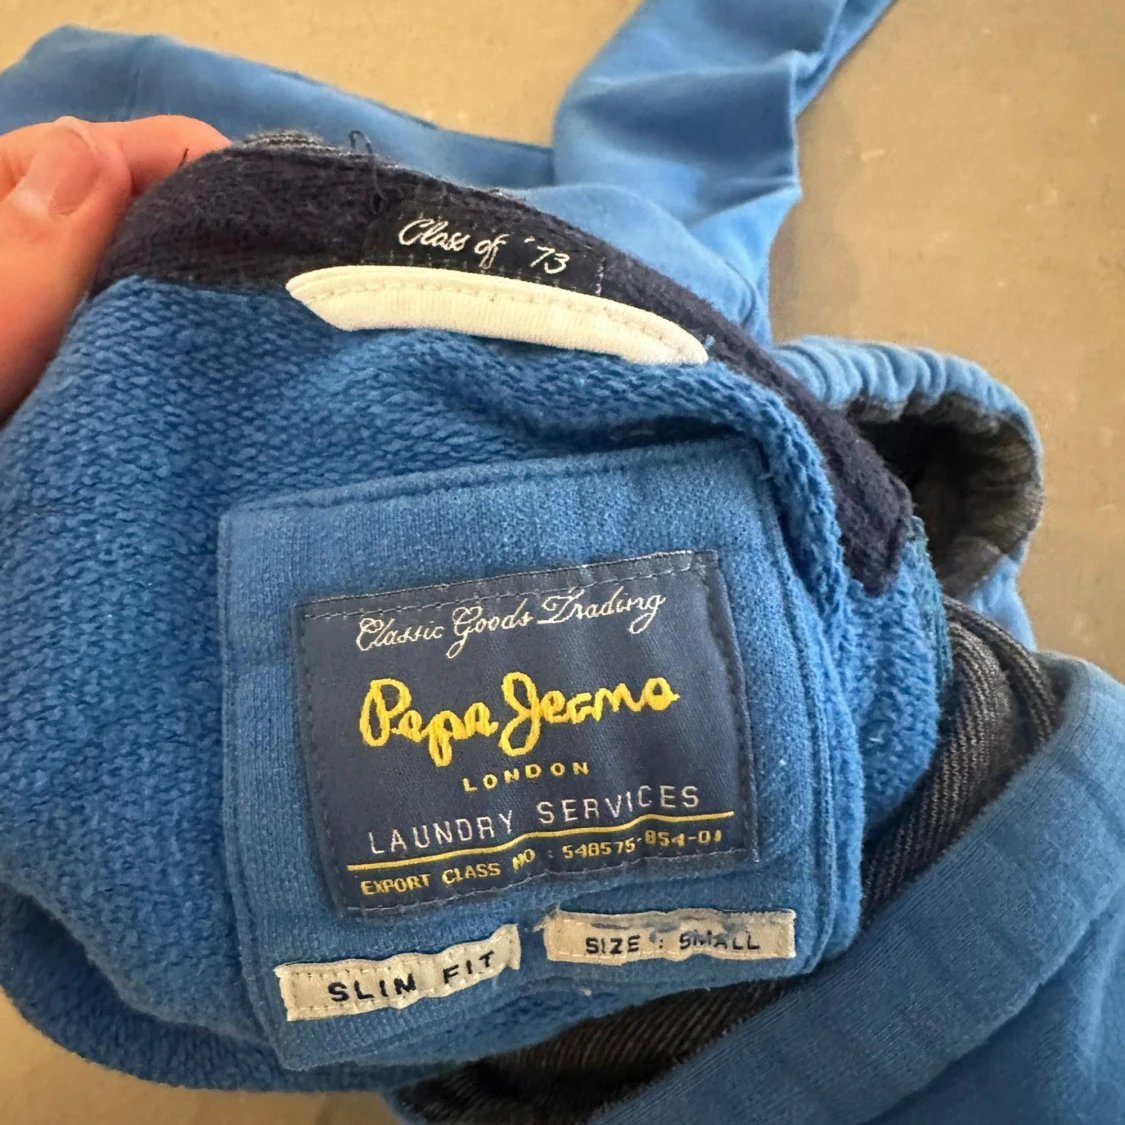 Class of '73
Classic Goods Trading
Pepe Jeans
LONDON
LAUNDRY SERVICES
EXPORT CLASS NO : 548575-854-01
SLIM FIT
SIZE : SMALL